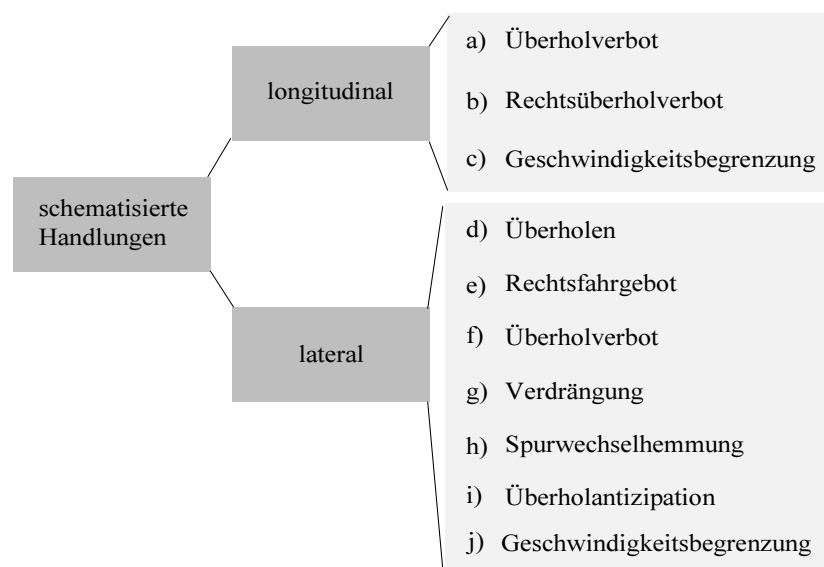 schematisierte
Handlungen
longitudinal
a) Überholverbot
b) Rechtsüberholverbot
c) Geschwindigkeitsbegrenzung
lateral
d) Überholen
e) Rechtsfahrgebot
f) Überholverbot
g) Verdrängung
h) Spurwechselhemmung
i) Überholantizipation
j) Geschwindigkeitsbegrenzung